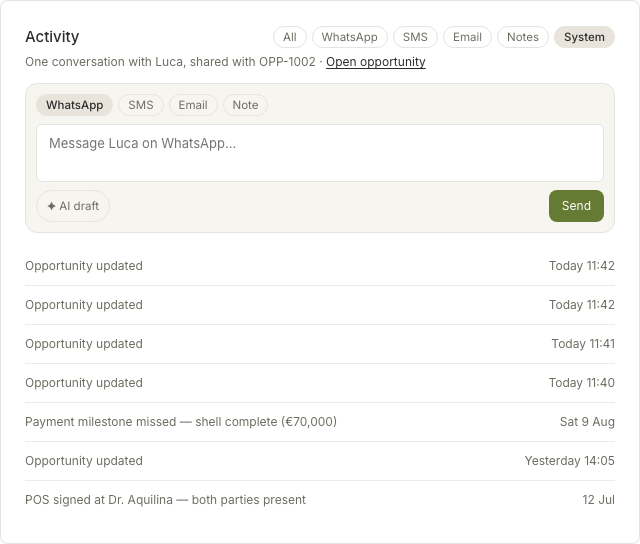 Activity
All WhatsApp SMS Email Notes System
One conversation with Luca, shared with OPP-1002 · Open opportunity
WhatsApp SMS Email Note
Message Luca on WhatsApp...
✦ AI draft Send
Opportunity updated Today 11:42
Opportunity updated Today 11:42
Opportunity updated Today 11:41
Opportunity updated Today 11:40
Payment milestone missed — shell complete (€70,000) Sat 9 Aug
Opportunity updated Yesterday 14:05
POS signed at Dr. Aquilina — both parties present 12 Jul